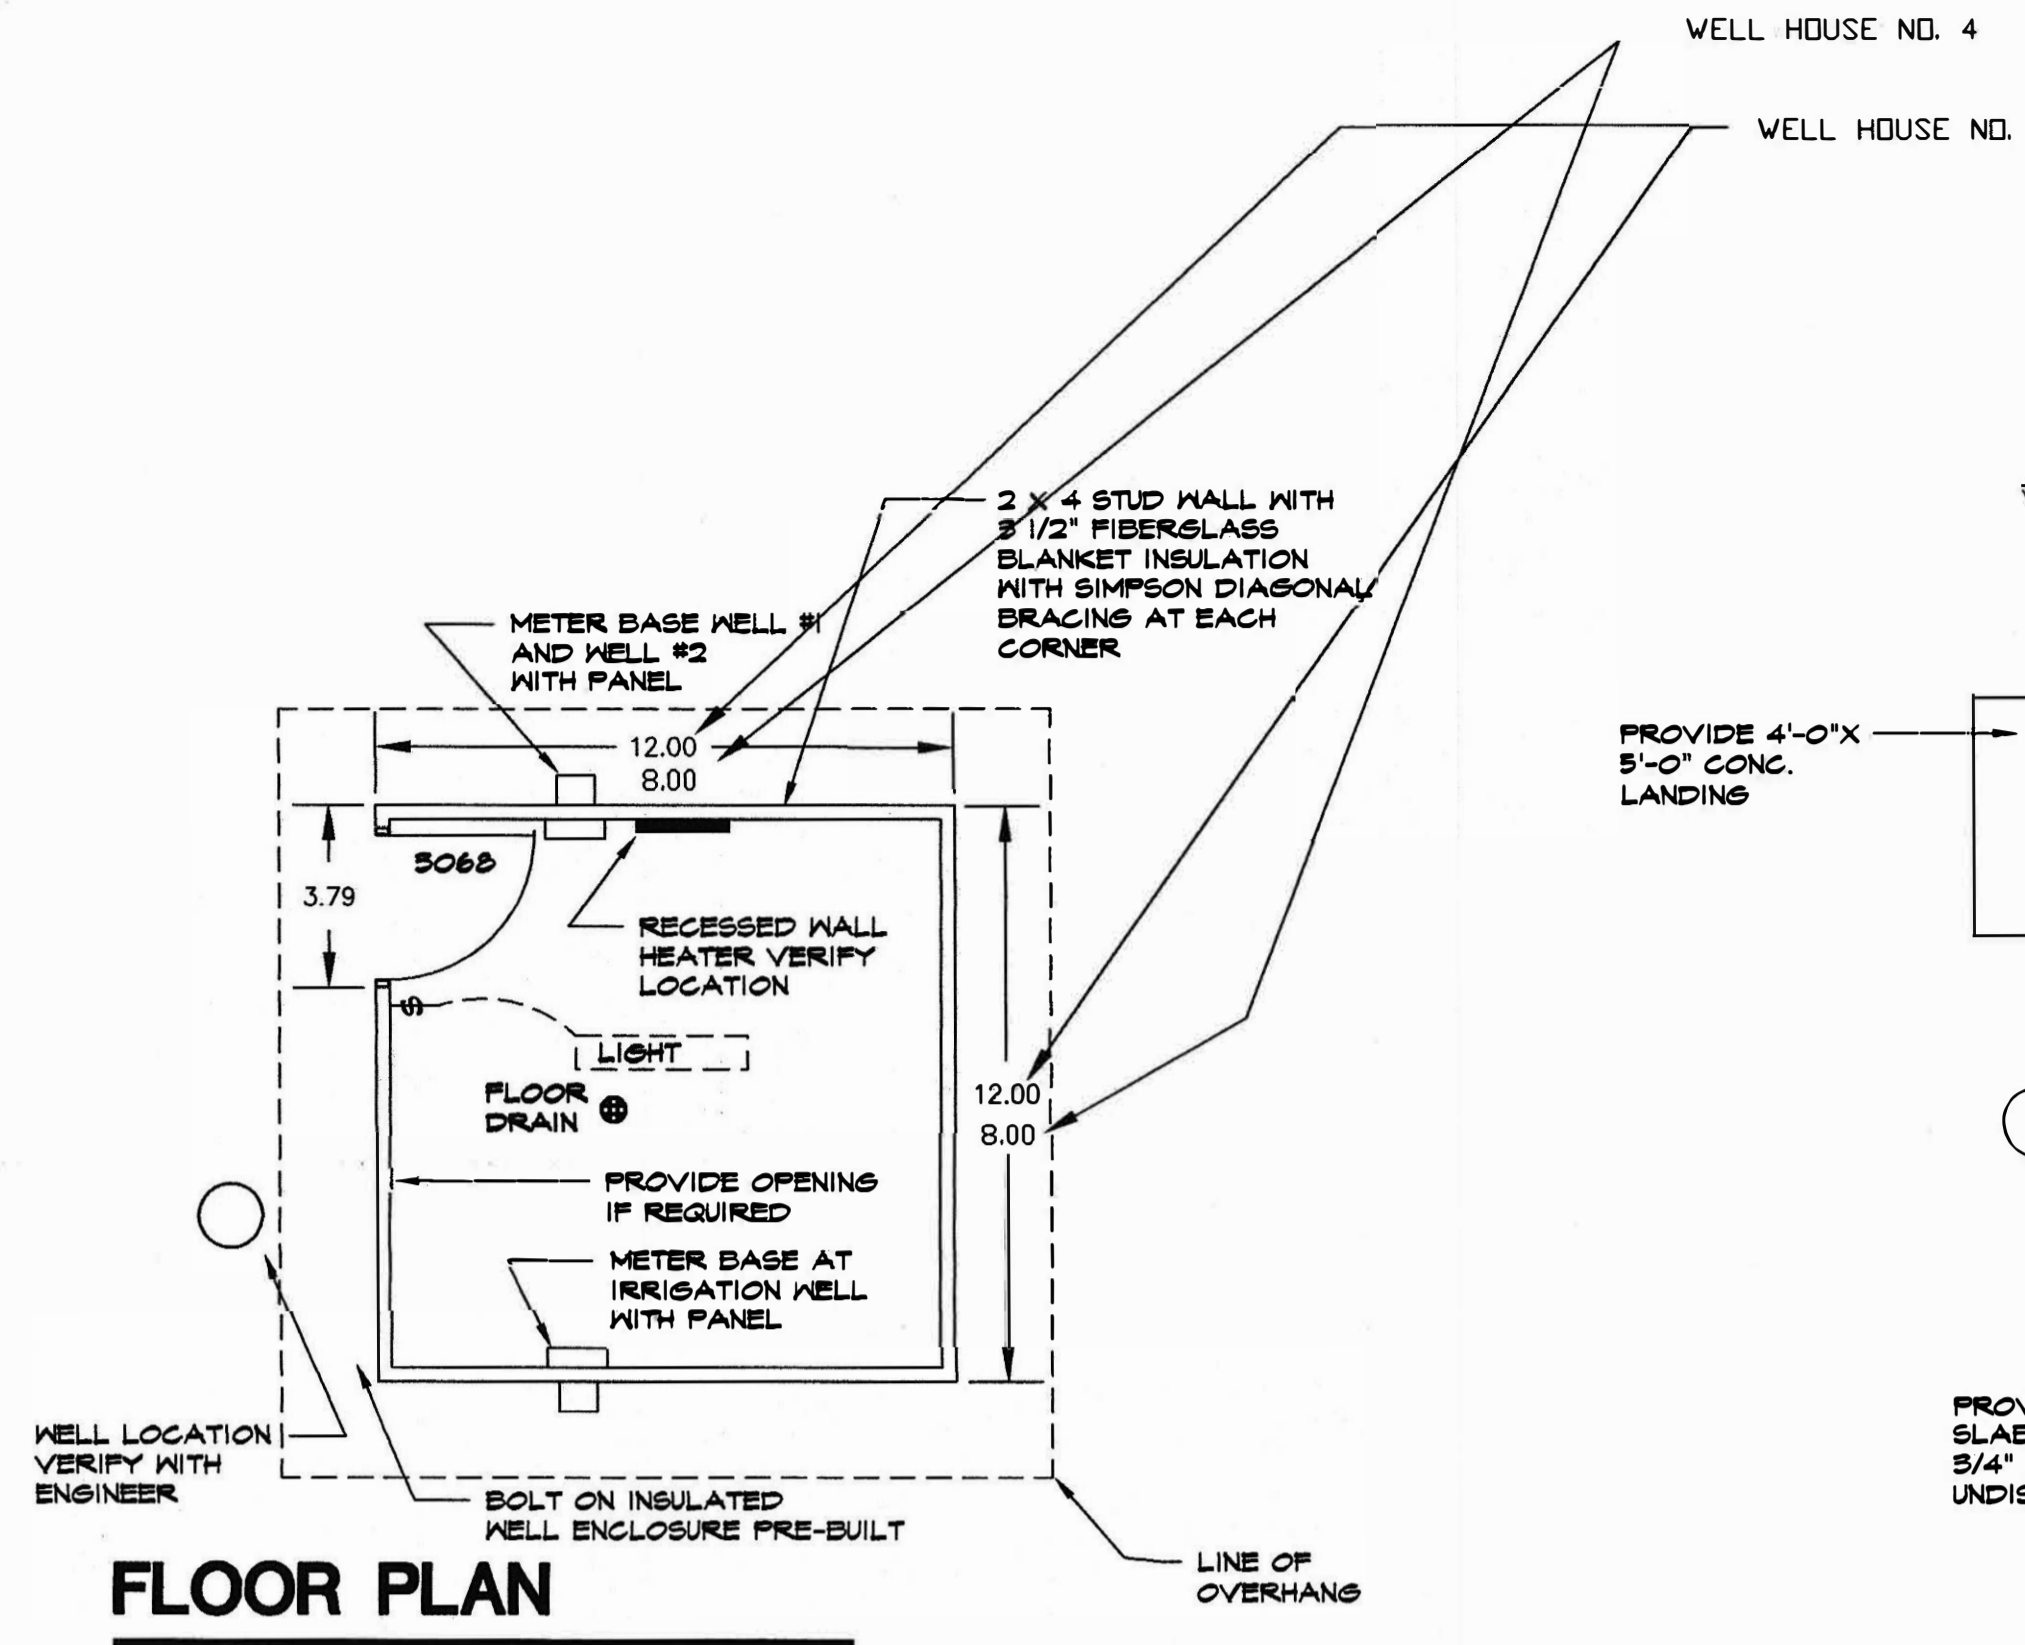 WELL HOUSE NO. 4
WELL HOUSE NO.
2 X 4 STUD WALL WITH
3 1/2" FIBERGLASS
BLANKET INSULATION
WITH SIMPSON DIAGONAL
BRACING AT EACH
CORNER
METER BASE WELL #1
AND WELL #2
WITH PANEL
12.00
8.00
PROVIDE 4'-0"X
5'-0" CONC.
LANDING
3068
3.79
RECESSED WALL
HEATER VERIFY
LOCATION
S
LIGHT
FLOOR
DRAIN
12.00
8.00
PROVIDE OPENING
IF REQUIRED
METER BASE AT
IRRIGATION WELL
WITH PANEL
WELL LOCATION
VERIFY WITH
ENGINEER
BOLT ON INSULATED
WELL ENCLOSURE PRE-BUILT
LINE OF
OVERHANG
3/4"
FLOOR PLAN